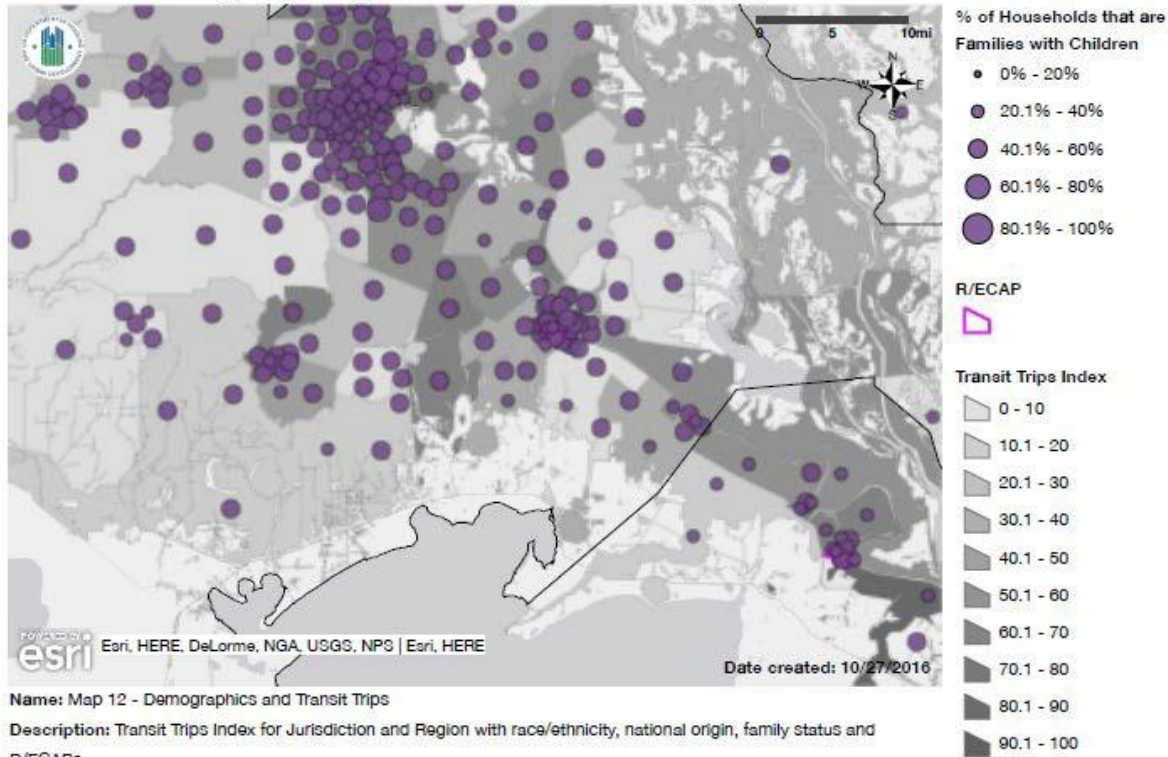 0 5 10mi
N
W E
S
% of Households that are
Families with Children
0% - 20%
20.1% - 40%
40.1% - 60%
60.1% - 80%
80.1% - 100%
R/ECAP
Transit Trips Index
0 - 10
10.1 - 20
20.1 - 30
30.1 - 40
40.1 - 50
50.1 - 60
60.1 - 70
70.1 - 80
80.1 - 90
90.1 - 100
POWERED BY
esri
Esri, HERE, DeLorme, NGA, USGS, NPS | Esri, HERE
Date created: 10/27/2016
Name: Map 12 - Demographics and Transit Trips
Description: Transit Trips Index for Jurisdiction and Region with race/ethnicity, national origin, family status and
R/ECAPs